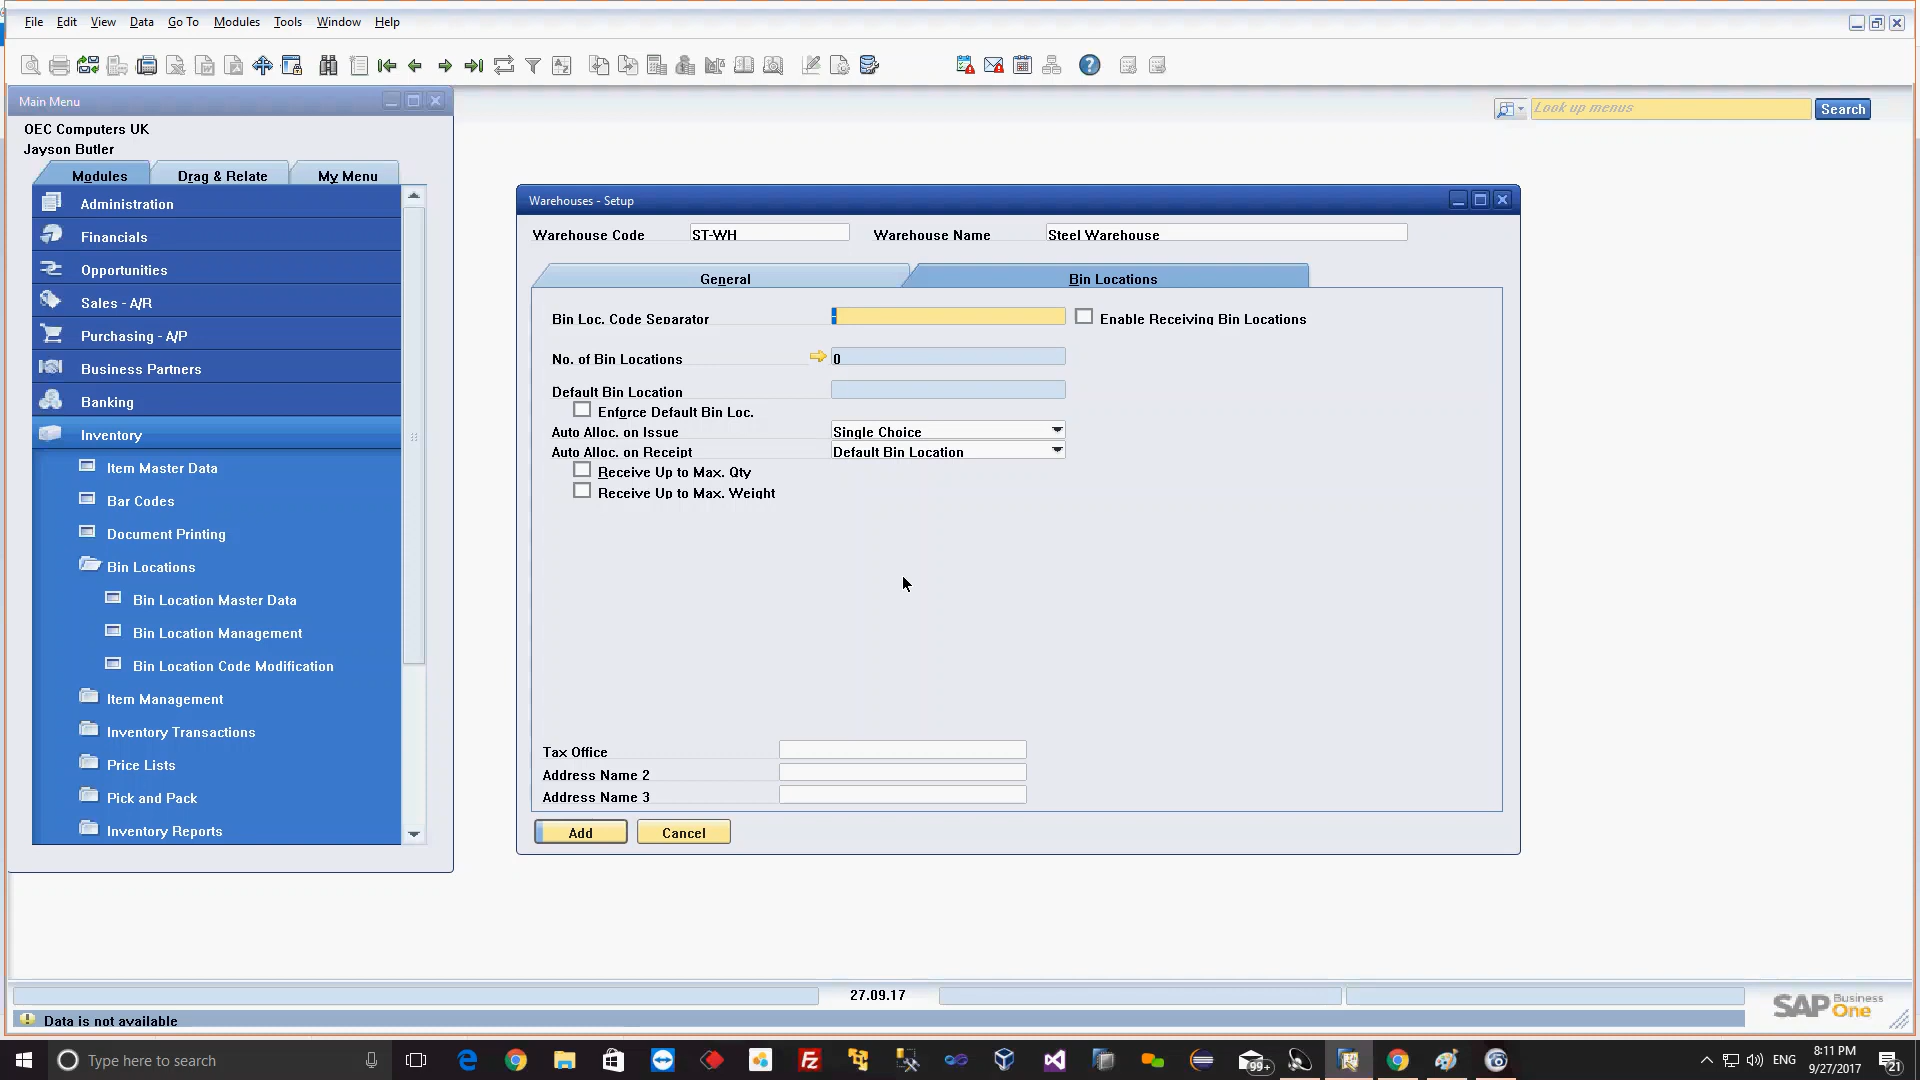 File Edit View Data Go To Modules Tools Window Help
Main Menu
Look up menus Search
OEC Computers UK
Jayson Butler
Modules Drag & Relate My Menu
Administration
Financials
Opportunities
Sales - A/R
Purchasing - A/P
Business Partners
Banking
Inventory
Item Master Data
Bar Codes
Document Printing
Bin Locations
Bin Location Master Data
Bin Location Management
Bin Location Code Modification
Item Management
Inventory Transactions
Price Lists
Pick and Pack
Inventory Reports
Warehouses - Setup
Warehouse Code ST-WH Warehouse Name Steel Warehouse
General Bin Locations
Bin Loc. Code Separator - Enable Receiving Bin Locations
No. of Bin Locations 0
Default Bin Location
Enforce Default Bin Loc.
Auto Alloc. on Issue Single Choice
Auto Alloc. on Receipt Default Bin Location
Receive Up to Max. Qty
Receive Up to Max. Weight
Tax Office
Address Name 2
Address Name 3
Add Cancel
27.09.17
SAP Business One
Data is not available
Type here to search
99+
ENG
8:11 PM
9/27/2017
21